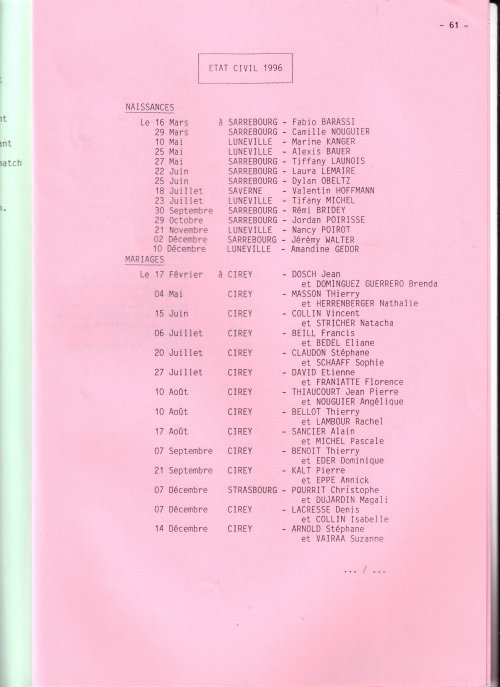 - 61 -
ETAT CIVIL 1996
NAISSANCES
Le 16 Mars à SARREBOURG - Fabio BARASSI
29 Mars SARREBOURG - Camille NOUGUIER
10 Mai LUNEVILLE - Marine KANGER
25 Mai LUNEVILLE - Alexis BAUER
27 Mai SARREBOURG - Tiffany LAUNOIS
22 Juin SARREBOURG - Laura LEMAIRE
25 Juin SARREBOURG - Dylan OBELTZ
18 Juillet SAVERNE - Valentin HOFFMANN
23 Juillet LUNEVILLE - Tifany MICHEL
30 Septembre SARREBOURG - Rémi BRIDEY
29 Octobre SARREBOURG - Jordan POIRISSE
21 Novembre LUNEVILLE - Nancy POIROT
02 Décembre SARREBOURG - Jérémy WALTER
10 Décembre LUNEVILLE - Amandine GEDOR
MARIAGES
Le 17 Février à CIREY - DOSCH Jean
et DOMINGUEZ GUERRERO Brenda
04 Mai CIREY - MASSON Thierry
et HERRENBERGER Nathalie
15 Juin CIREY - COLLIN Vincent
et STRICHER Natacha
06 Juillet CIREY - BEILL Francis
et BEDEL Eliane
20 Juillet CIREY - CLAUDON Stéphane
et SCHAAFF Sophie
27 Juillet CIREY - DAVID Etienne
et FRANIATTE Florence
10 Août CIREY - THIAUCOURT Jean Pierre
et NOUGUIER Angélique
10 Août CIREY - BELLOT Thierry
et LAMBOUR Rachel
17 Août CIREY - SANCIER Alain
et MICHEL Pascale
07 Septembre CIREY - BENOIT Thierry
et EDER Dominique
21 Septembre CIREY - KALT Pierre
et EPPE Annick
07 Décembre STRASBOURG - POURRIT Christophe
et DUJARDIN Magali
07 Décembre CIREY - LACRESSE Denis
et COLLIN Isabelle
14 Décembre CIREY - ARNOLD Stéphane
et VAIRAA Suzanne
... / ...